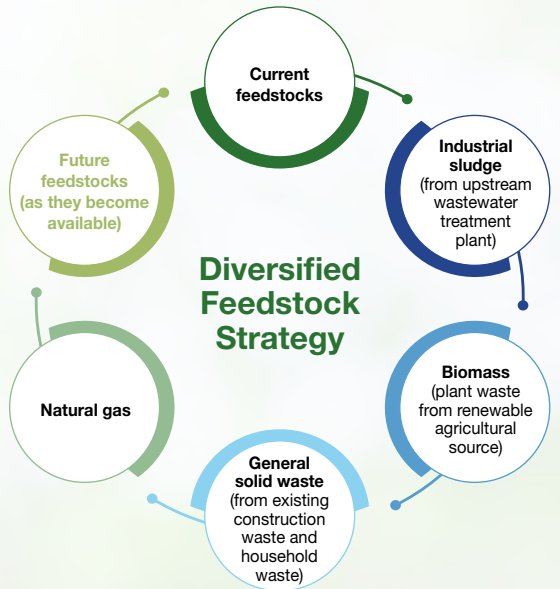 Current
feedstocks
Industrial
sludge
(from upstream
wastewater
treatment
plant)
Biomass
(plant waste
from renewable
agricultural
source)
General
solid waste
(from existing
construction
waste and
household
waste)
Natural gas
Future
feedstocks
(as they become
available)
Diversified
Feedstock
Strategy